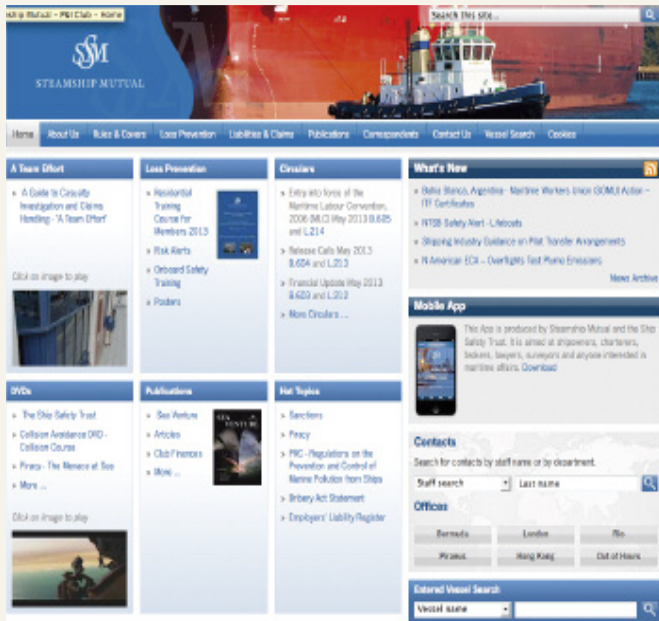 ship Mutual - P&I Club - Home
Search this site...
SSM
STEAMSHIP MUTUAL
Home About Us Rules & Covers Loss Prevention Liabilities & Claims Publications Correspondents Contact Us Vessel Search Cookies
A Team Effort
» A Guide to Casualty
Investigation and Claims
Handling - "A Team Effort"
Click on image to play
Loss Prevention
» Residential
Training
Course for
Members 2013
» Risk Alerts
» Onboard Safety
Training
» Posters
Circulars
» Entry into force of the
Maritime Labour Convention,
2006 (MLC) May 2013 B.605
and L.214
» Release Calls May 2013
B.604 and L.213
» Financial Update May 2013
B.603 and L.212
» More Circulars ...
What's New
» Bahia Blanca, Argentina - Maritime Workers Union (SOMU) Action -
ITF Certificates
» NTSB Safety Alert - Lifeboats
» Shipping Industry Guidance on Pilot Transfer Arrangements
» N American ECA - Overflights Test Plume Emissions
News Archive
Mobile App
This App is produced by Steamship Mutual and the Ship
Safety Trust. It is aimed at shipowners, charterers,
brokers, lawyers, surveyors and anyone interested in
maritime affairs. Download
DVDs
» The Ship Safety Trust
» Collision Avoidance DVD -
Collision Course
» Piracy - The Menace at Sea
» More ...
Click on image to play
Publications
» Sea Venture
» Articles
» Club Finances
» More ...
SEA
VENTURE
Hot Topics
» Sanctions
» Piracy
» PRC - Regulations on the
Prevention and Control of
Marine Pollution from Ships
» Bribery Act Statement
» Employers' Liability Register
Contacts
Search for contacts by staff name or by department.
Staff search Last name
Offices
Bermuda London Rio
Piraeus Hong Kong Out of Hours
Entered Vessel Search
Vessel name